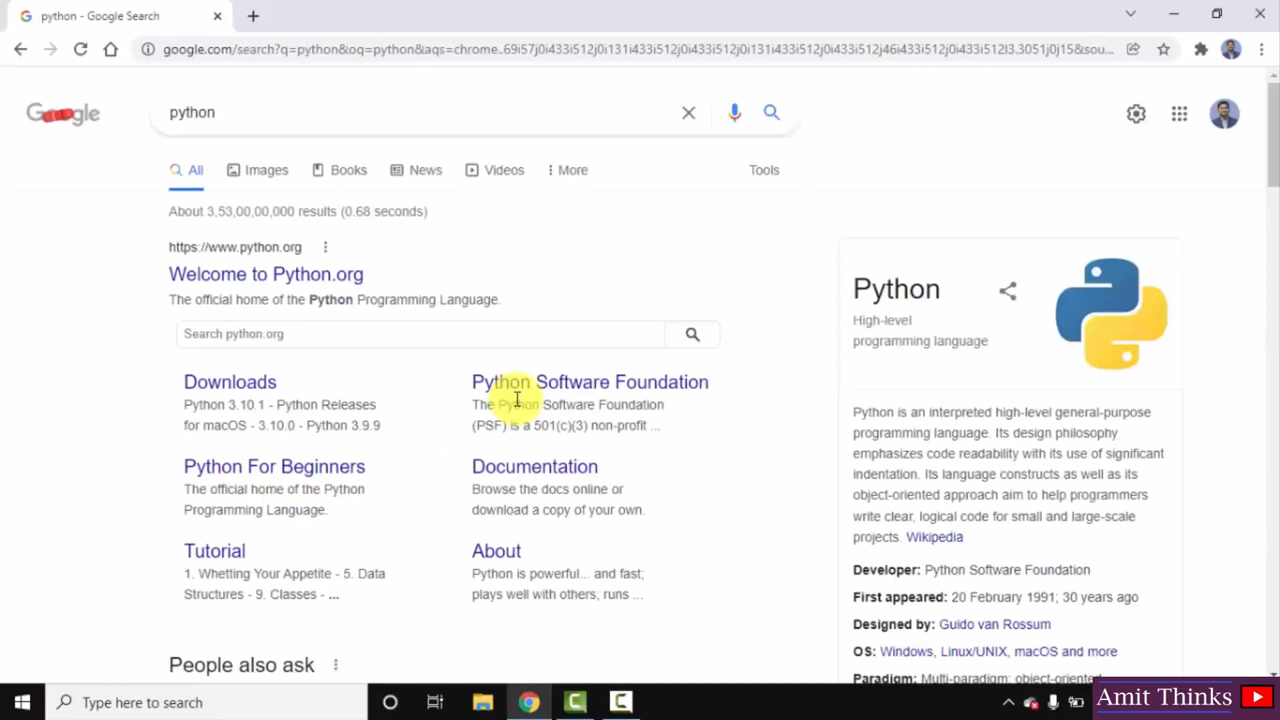 python - Google Search
google.com/search?q=python&oq=python&aqs=chrome..69i57j0i433i512j0i131i433i512j0i433i512j0i131i433i512j46i433i512j0i433i512l3.3051j0j15&sou...
Google
python
All
Images
Books
News
Videos
More
Tools
About 3,53,00,00,000 results (0.68 seconds)
https://www.python.org
Welcome to Python.org
The official home of the Python Programming Language.
Search python.org
Downloads
Python 3.10.1 - Python Releases
for macOS - 3.10.0 - Python 3.9.9
Python Software Foundation
The Python Software Foundation
(PSF) is a 501(c)(3) non-profit ...
Python For Beginners
The official home of the Python
Programming Language.
Documentation
Browse the docs online or
download a copy of your own.
Tutorial
1. Whetting Your Appetite - 5. Data
Structures - 9. Classes - ...
About
Python is powerful... and fast;
plays well with others; runs ...
People also ask
Python
High-level
programming language
Python is an interpreted high-level general-purpose
programming language. Its design philosophy
emphasizes code readability with its use of significant
indentation. Its language constructs as well as its
object-oriented approach aim to help programmers
write clear, logical code for small and large-scale
projects. Wikipedia
Developer: Python Software Foundation
First appeared: 20 February 1991; 30 years ago
Designed by: Guido van Rossum
OS: Windows, Linux/UNIX, macOS and more
Paradigm: Multi-paradigm: object-oriented
Type here to search
Amit Thinks